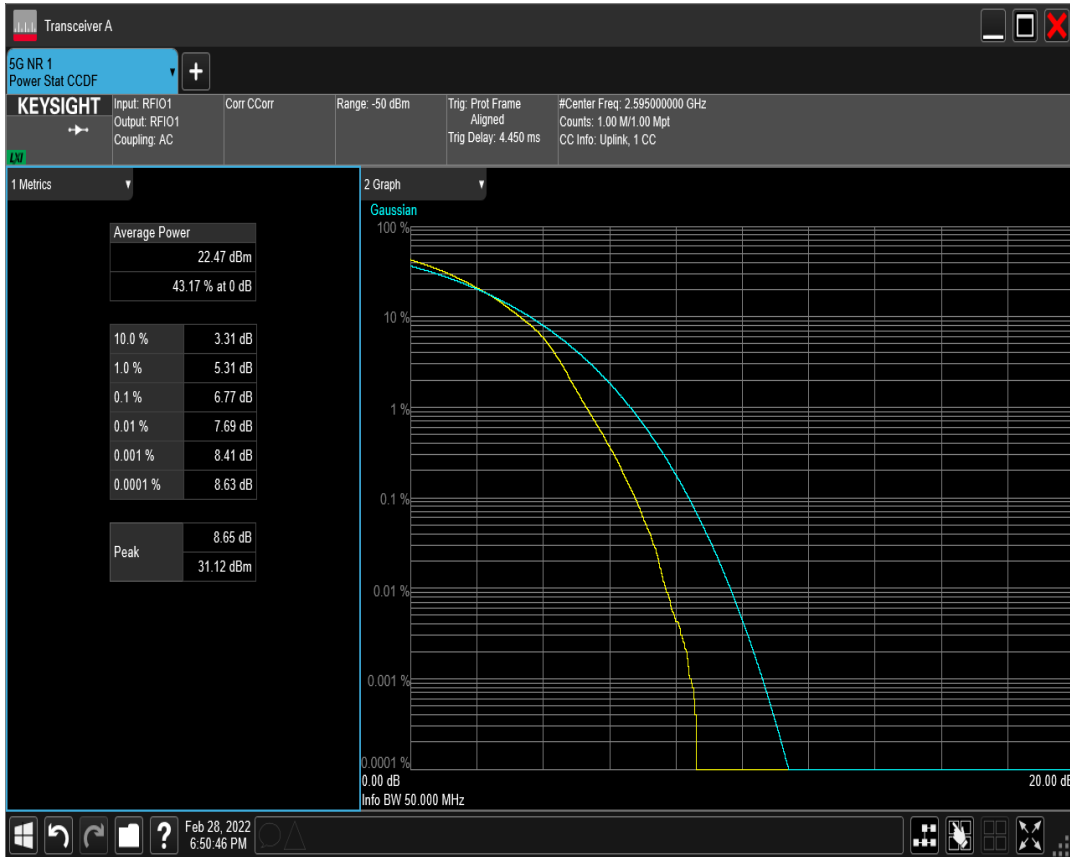 Transceiver A
5G NR 1
Power Stat CCDF
+
KEYSIGHT
LXI
Input: RFIO1
Output: RFIO1
Coupling: AC
Corr CCorr
Range: -50 dBm
Trig: Prot Frame
Aligned
Trig Delay: 4.450 ms
#Center Freq: 2.595000000 GHz
Counts: 1.00 M/1.00 Mpt
CC Info: Uplink, 1 CC
1 Metrics
Average Power
22.47 dBm
43.17 % at 0 dB
10.0 % 3.31 dB
1.0 % 5.31 dB
0.1 % 6.77 dB
0.01 % 7.69 dB
0.001 % 8.41 dB
0.0001 % 8.63 dB
Peak
8.65 dB
31.12 dBm
2 Graph
Gaussian
100 %
10 %
1 %
0.1 %
0.01 %
0.001 %
0.0001 %
0.00 dB 20.00 dB
Info BW 50.000 MHz
?
Feb 28, 2022
6:50:46 PM